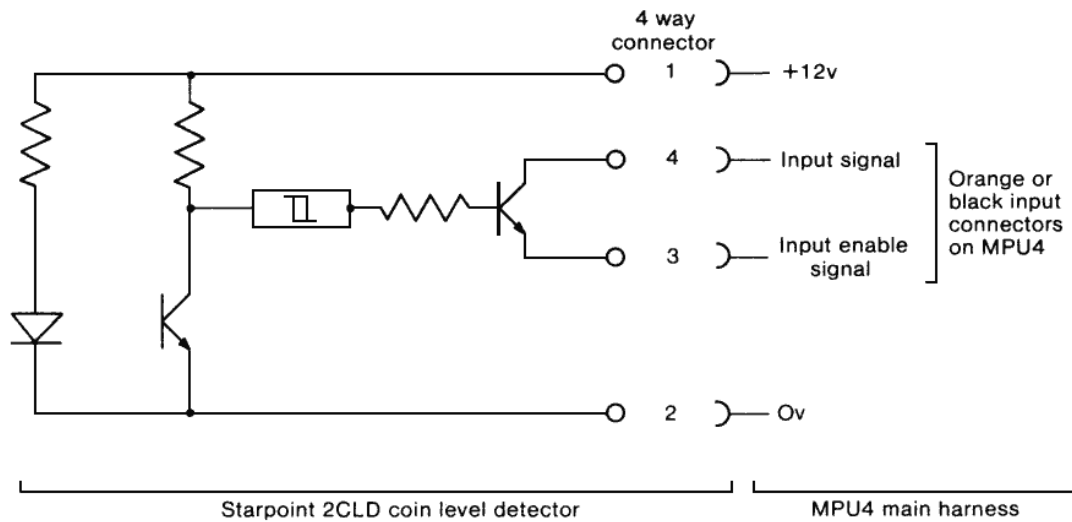 4 way
connector
1
+12v
4
Input signal
3
Input enable
signal
Orange or
black input
connectors
on MPU4
2
Ov
Starpoint 2CLD coin level detector
MPU4 main harness